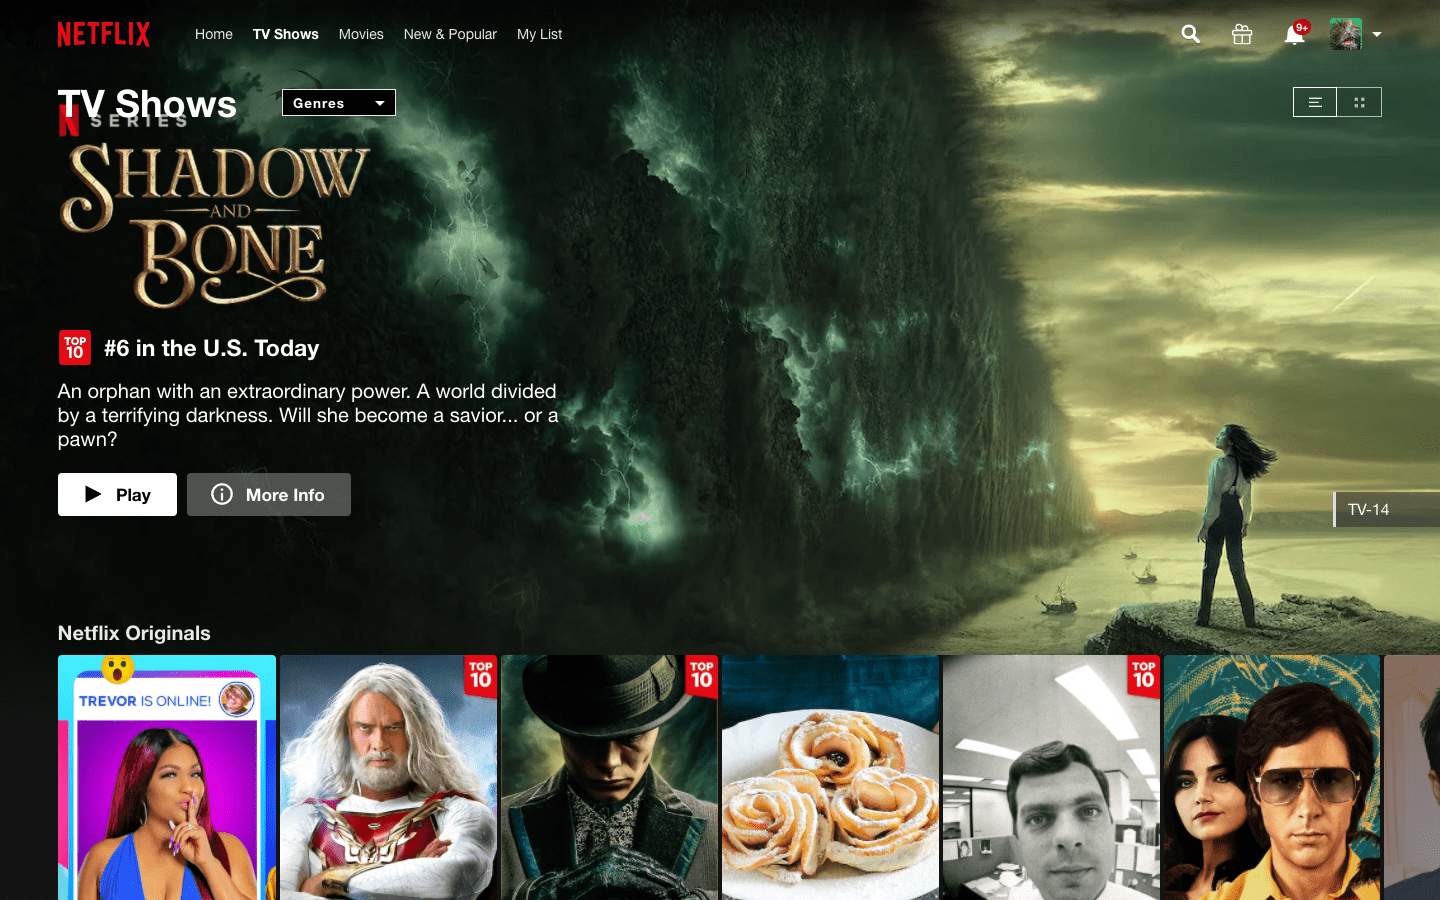 NETFLIX
Home TV Shows Movies New & Popular My List
9+
TV Shows
Genres
N SERIES
SHADOW
AND
BONE
TOP 10
#6 in the U.S. Today
An orphan with an extraordinary power. A world divided
by a terrifying darkness. Will she become a savior... or a
pawn?
Play
More Info
TV-14
Netflix Originals
TREVOR IS ONLINE!
TOP 10
TOP 10
TOP 10